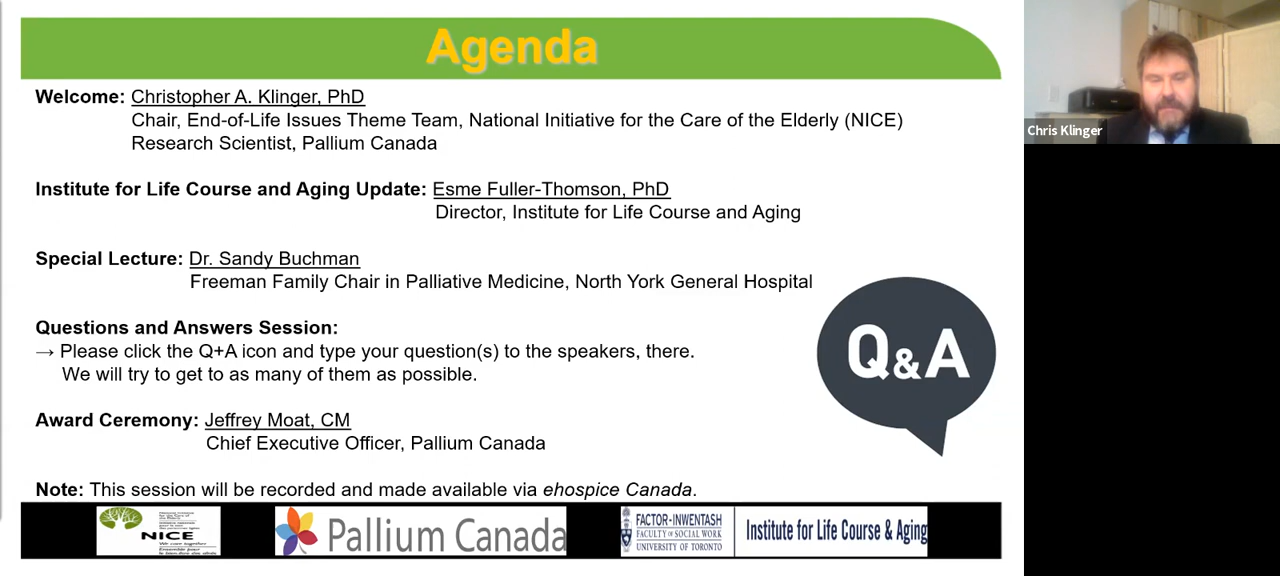 Agenda
Welcome: Christopher A. Klinger, PhD
Chair, End-of-Life Issues Theme Team, National Initiative for the Care of the Elderly (NICE)
Research Scientist, Pallium Canada
Institute for Life Course and Aging Update: Esme Fuller-Thomson, PhD
Director, Institute for Life Course and Aging
Special Lecture: Dr. Sandy Buchman
Freeman Family Chair in Palliative Medicine, North York General Hospital
Questions and Answers Session:
→ Please click the Q+A icon and type your question(s) to the speakers, there.
We will try to get to as many of them as possible.
Q&A
Award Ceremony: Jeffrey Moat, CM
Chief Executive Officer, Pallium Canada
Note: This session will be recorded and made available via ehospice Canada.
NICE
We care together
Pallium Canada
FACTOR-INWENTASH
FACULTY OF SOCIAL WORK
UNIVERSITY OF TORONTO
Institute for Life Course & Aging
Chris Klinger